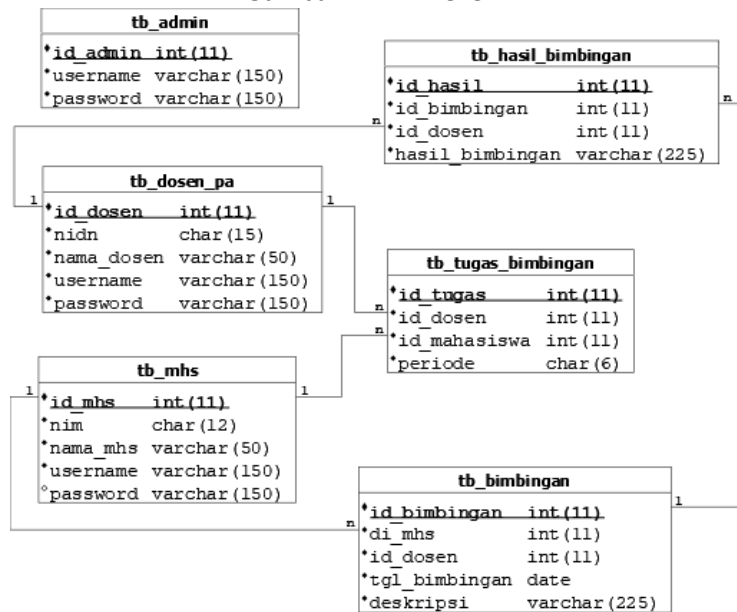 tb_admin
id_admin int(11)
username varchar(150)
password varchar(150)
tb_hasil_bimbingan
id_hasil int(11)
id_bimbingan int(11)
id_dosen int(11)
hasil_bimbingan varchar(225)
n
n
tb_dosen_pa
id_dosen int(11)
nidn char(15)
nama_dosen varchar(50)
username varchar(150)
password varchar(150)
1
1
tb_tugas_bimbingan
id_tugas int(11)
id_dosen int(11)
id_mahasiswa int(11)
periode char(6)
n
n
tb_mhs
id_mhs int(11)
nim char(12)
nama_mhs varchar(50)
username varchar(150)
password varchar(150)
1
1
tb_bimbingan
id_bimbingan int(11)
di_mhs int(11)
id_dosen int(11)
tgl_bimbingan date
deskripsi varchar(225)
n
1